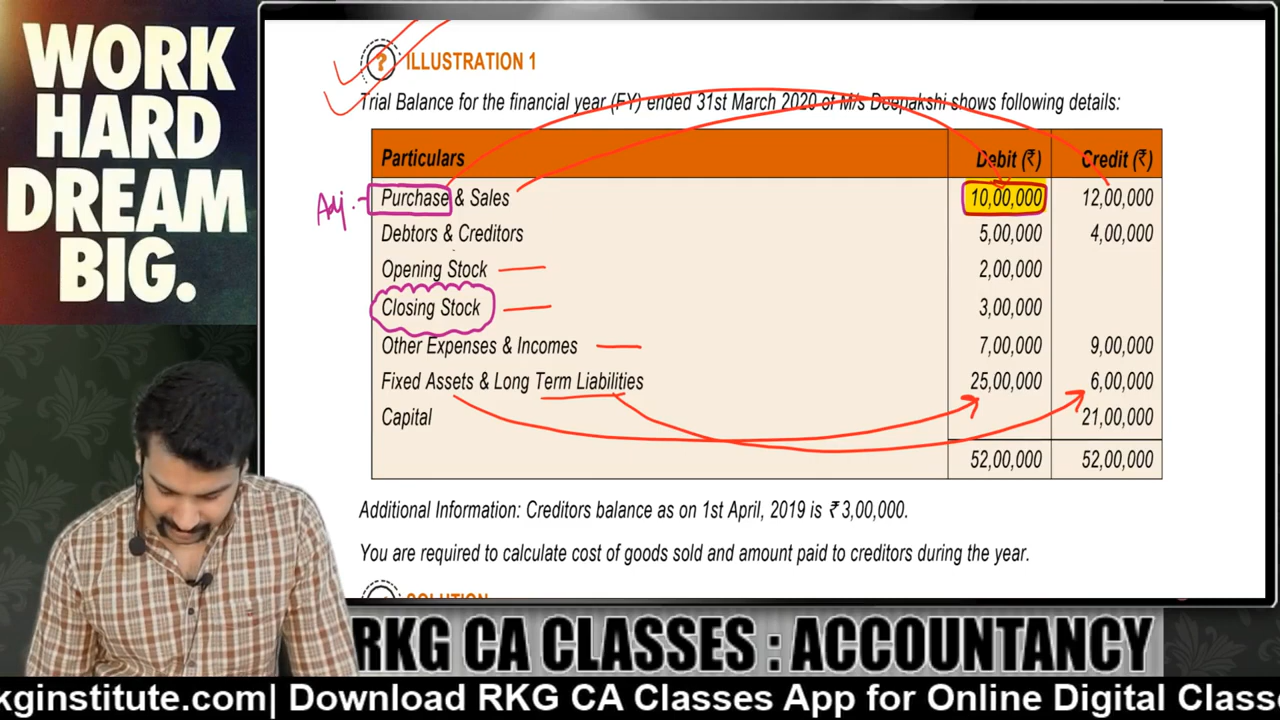 WORK
HARD
DREAM
BIG.
? ILLUSTRATION 1
Trial Balance for the financial year (FY) ended 31st March 2020 of M/s Deepakshi shows following details:
Particulars Debit (₹) Credit (₹)
Adj. - Purchase & Sales 10,00,000 12,00,000
Debtors & Creditors 5,00,000 4,00,000
Opening Stock 2,00,000
Closing Stock 3,00,000
Other Expenses & Incomes 7,00,000 9,00,000
Fixed Assets & Long Term Liabilities 25,00,000 6,00,000
Capital 21,00,000
52,00,000 52,00,000
Additional Information: Creditors balance as on 1st April, 2019 is ₹ 3,00,000.
You are required to calculate cost of goods sold and amount paid to creditors during the year.
SOLUTION
RKG CA CLASSES : ACCOUNTANCY
kginstitute.com| Download RKG CA Classes App for Online Digital Classe